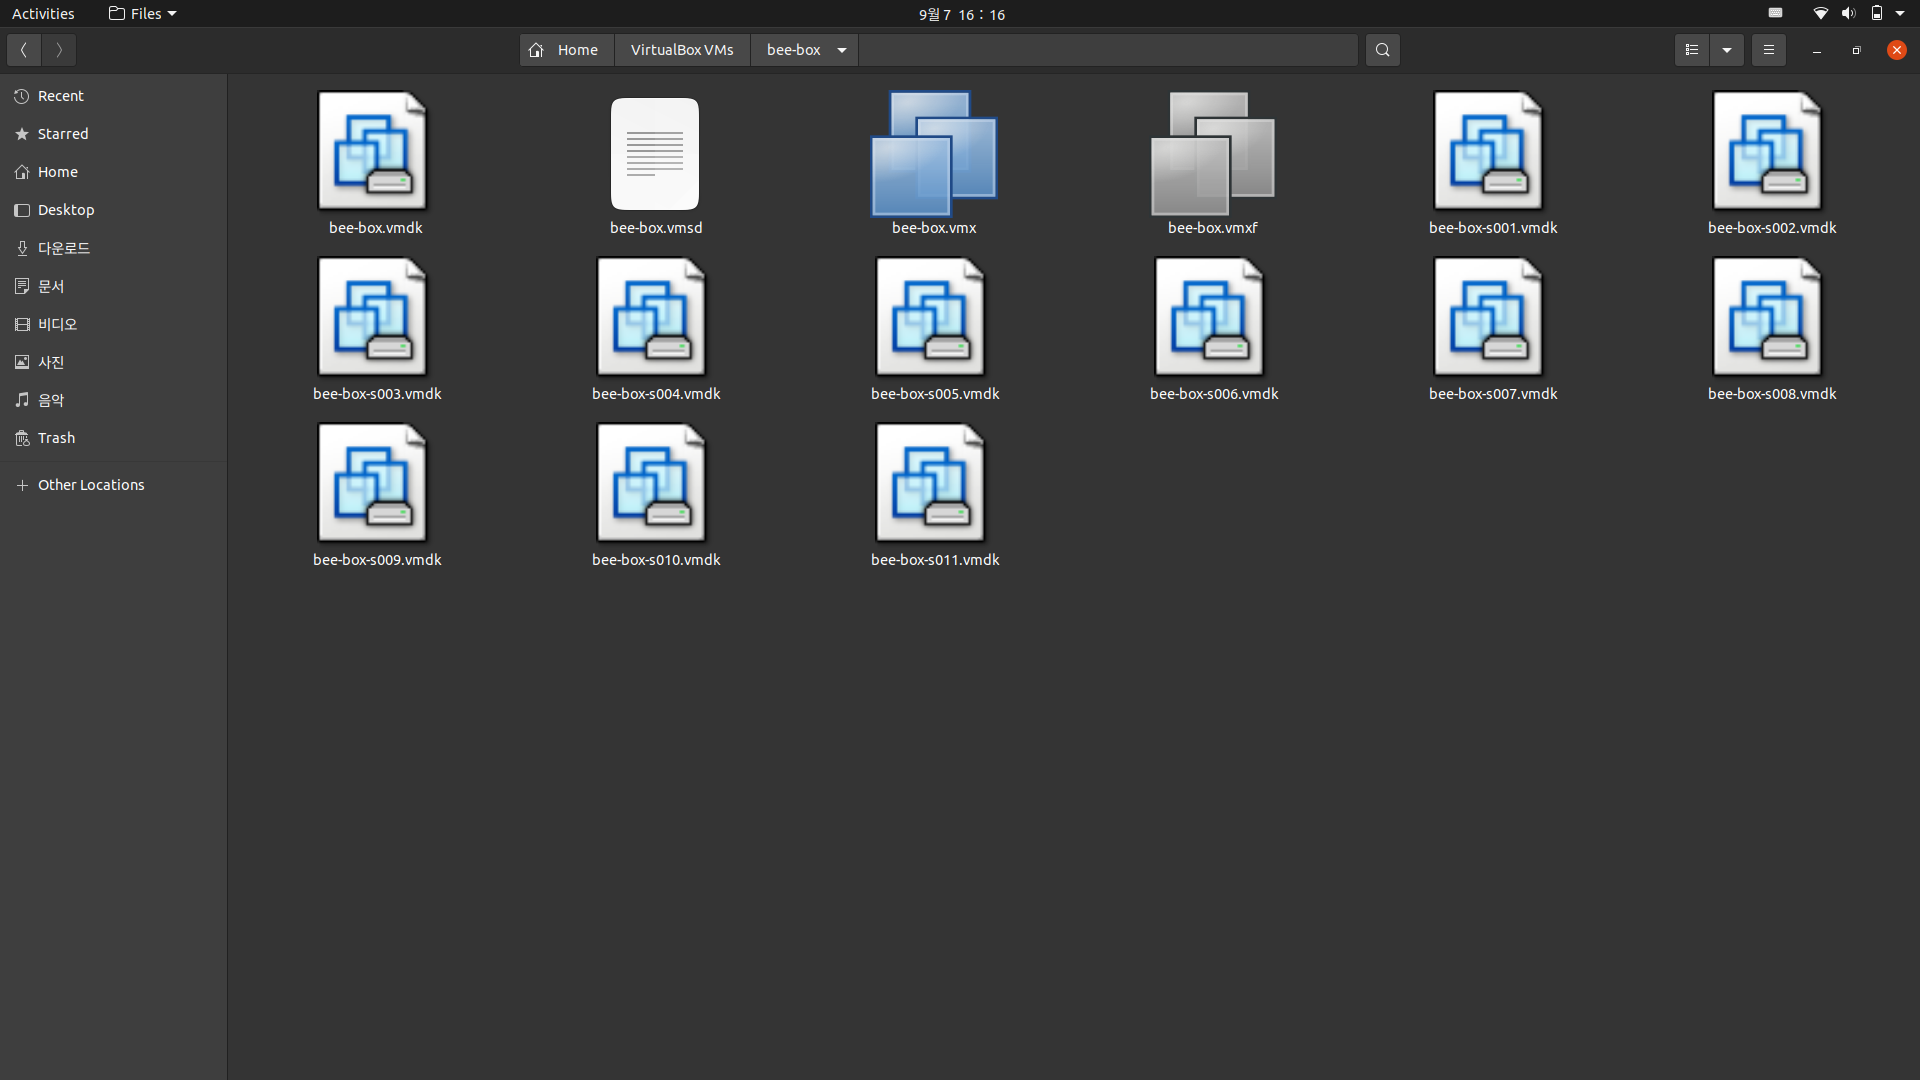 Activities
Files
9월 7 16 : 16
Home
VirtualBox VMs
bee-box
Recent
Starred
Home
Desktop
다운로드
문서
비디오
사진
음악
Trash
Other Locations
bee-box.vmdk
bee-box.vmsd
bee-box.vmx
bee-box.vmxf
bee-box-s001.vmdk
bee-box-s002.vmdk
bee-box-s003.vmdk
bee-box-s004.vmdk
bee-box-s005.vmdk
bee-box-s006.vmdk
bee-box-s007.vmdk
bee-box-s008.vmdk
bee-box-s009.vmdk
bee-box-s010.vmdk
bee-box-s011.vmdk